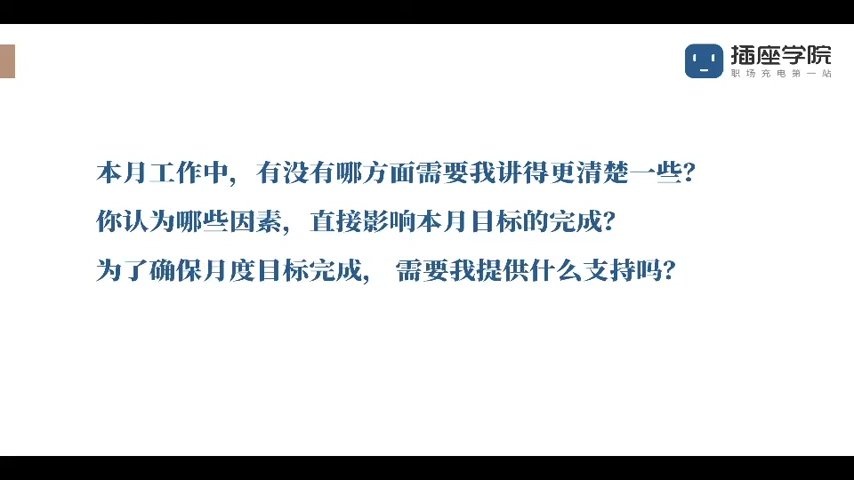 插座学院
职场充电第一站
本月工作中，有没有哪方面需要我讲得更清楚一些？
你认为哪些因素，直接影响本月目标的完成？
为了确保月度目标完成， 需要我提供什么支持吗？